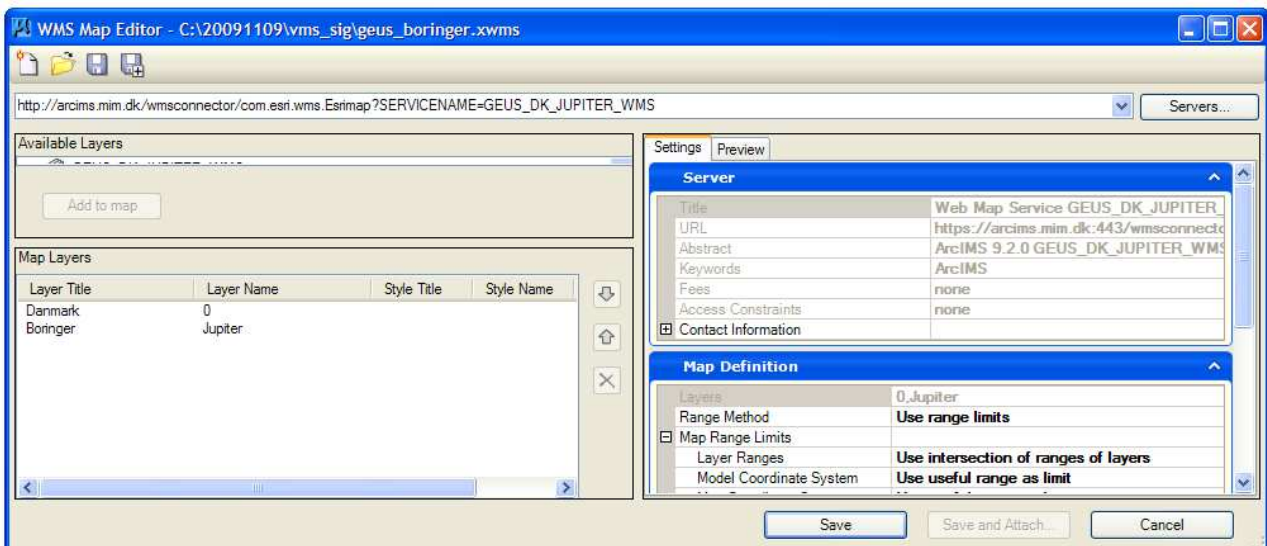 WMS Map Editor - C:\20091109\vms_sig\geus_boringer.xwms
http://arcims.mim.dk/wmsconnector/com.esri.wms.Esrimap?SERVICENAME=GEUS_DK_JUPITER_WMS
Servers...
Available Layers
Add to map
Map Layers
Layer Title Layer Name Style Title Style Name
Danmark 0
Boringer Jupiter
Settings Preview
Server
Title Web Map Service GEUS_DK_JUPITER_
URL https://arcims.mim.dk:443/wmsconnecto
Abstract ArcIMS 9.2.0 GEUS_DK_JUPITER_WMS
Keywords ArcIMS
Fees none
Access Constraints none
Contact Information
Map Definition
Layers 0,Jupiter
Range Method Use range limits
Map Range Limits
Layer Ranges Use intersection of ranges of layers
Model Coordinate System Use useful range as limit
Save Save and Attach... Cancel